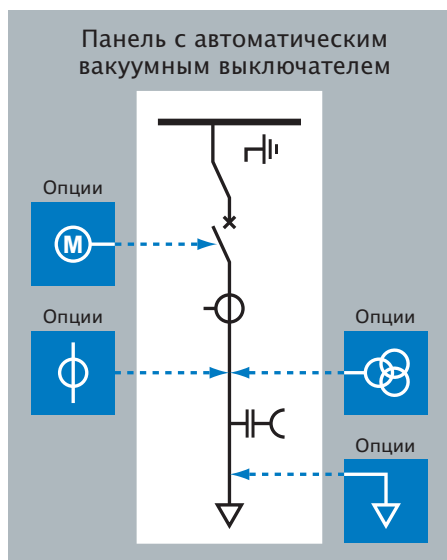 Панель с автоматическим
вакуумным выключателем
Опции
M
Опции
Опции
Опции